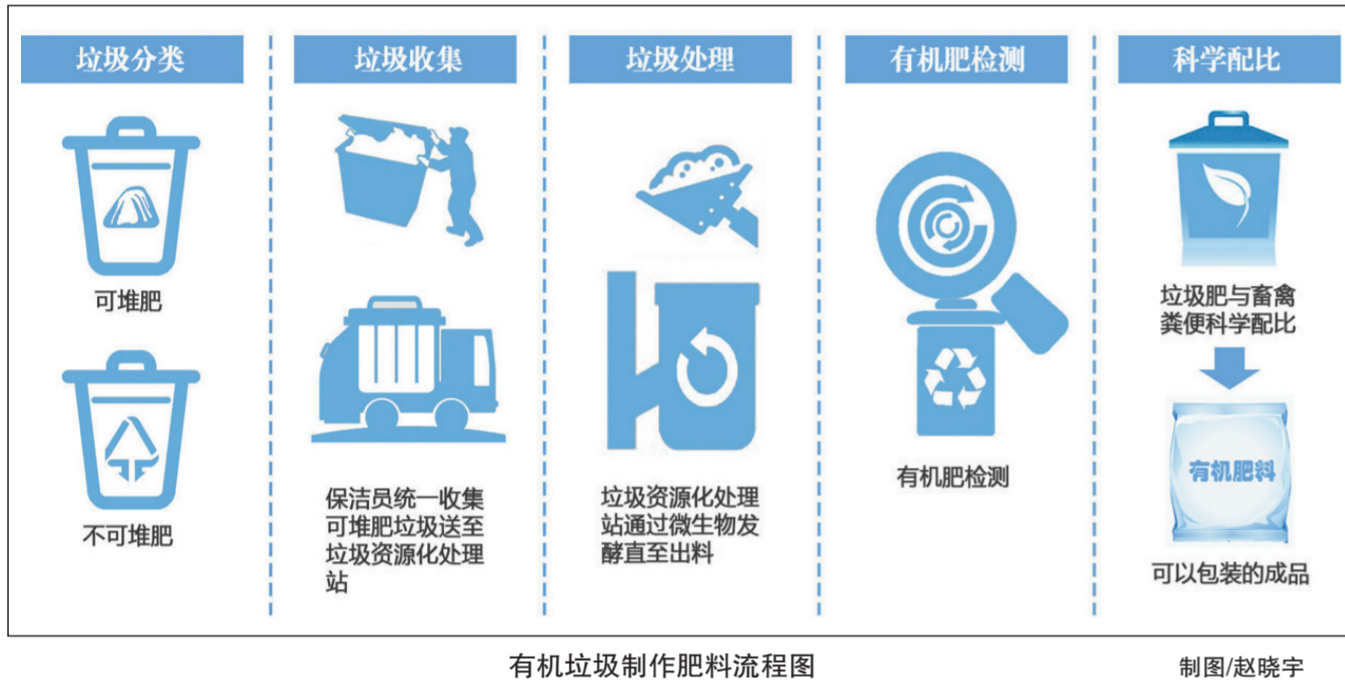 垃圾分类
可堆肥
不可堆肥
垃圾收集
保洁员统一收集
可堆肥垃圾送至
垃圾资源化处理
站
垃圾处理
垃圾资源化处理
站通过微生物发
酵直至出料
有机肥检测
有机肥检测
科学配比
垃圾肥与畜禽
粪便科学配比
有机肥料
可以包装的成品
有机垃圾制作肥料流程图
制图/赵晓宇